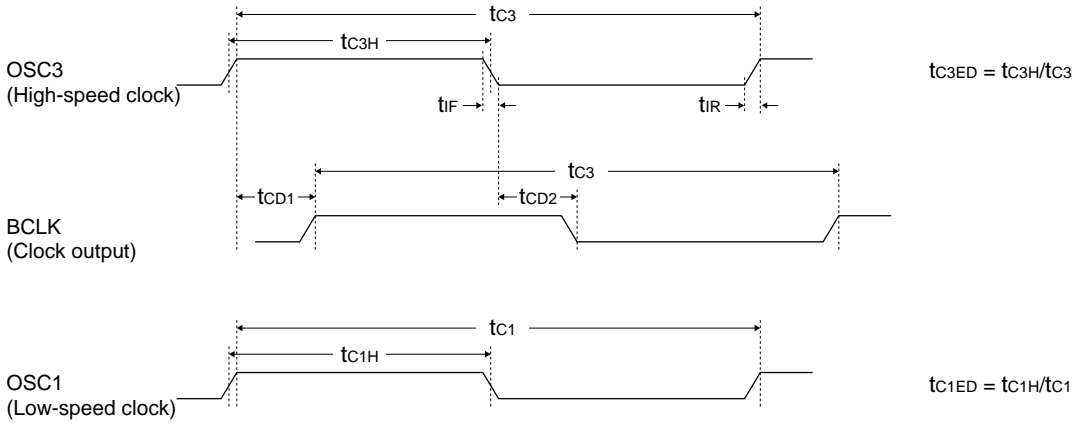 tC3
tC3H
OSC3
(High-speed clock)
tC3ED = tC3H/tC3
tIF
tIR
tC3
tCD1
tCD2
BCLK
(Clock output)
tC1
tC1H
OSC1
(Low-speed clock)
tC1ED = tC1H/tC1